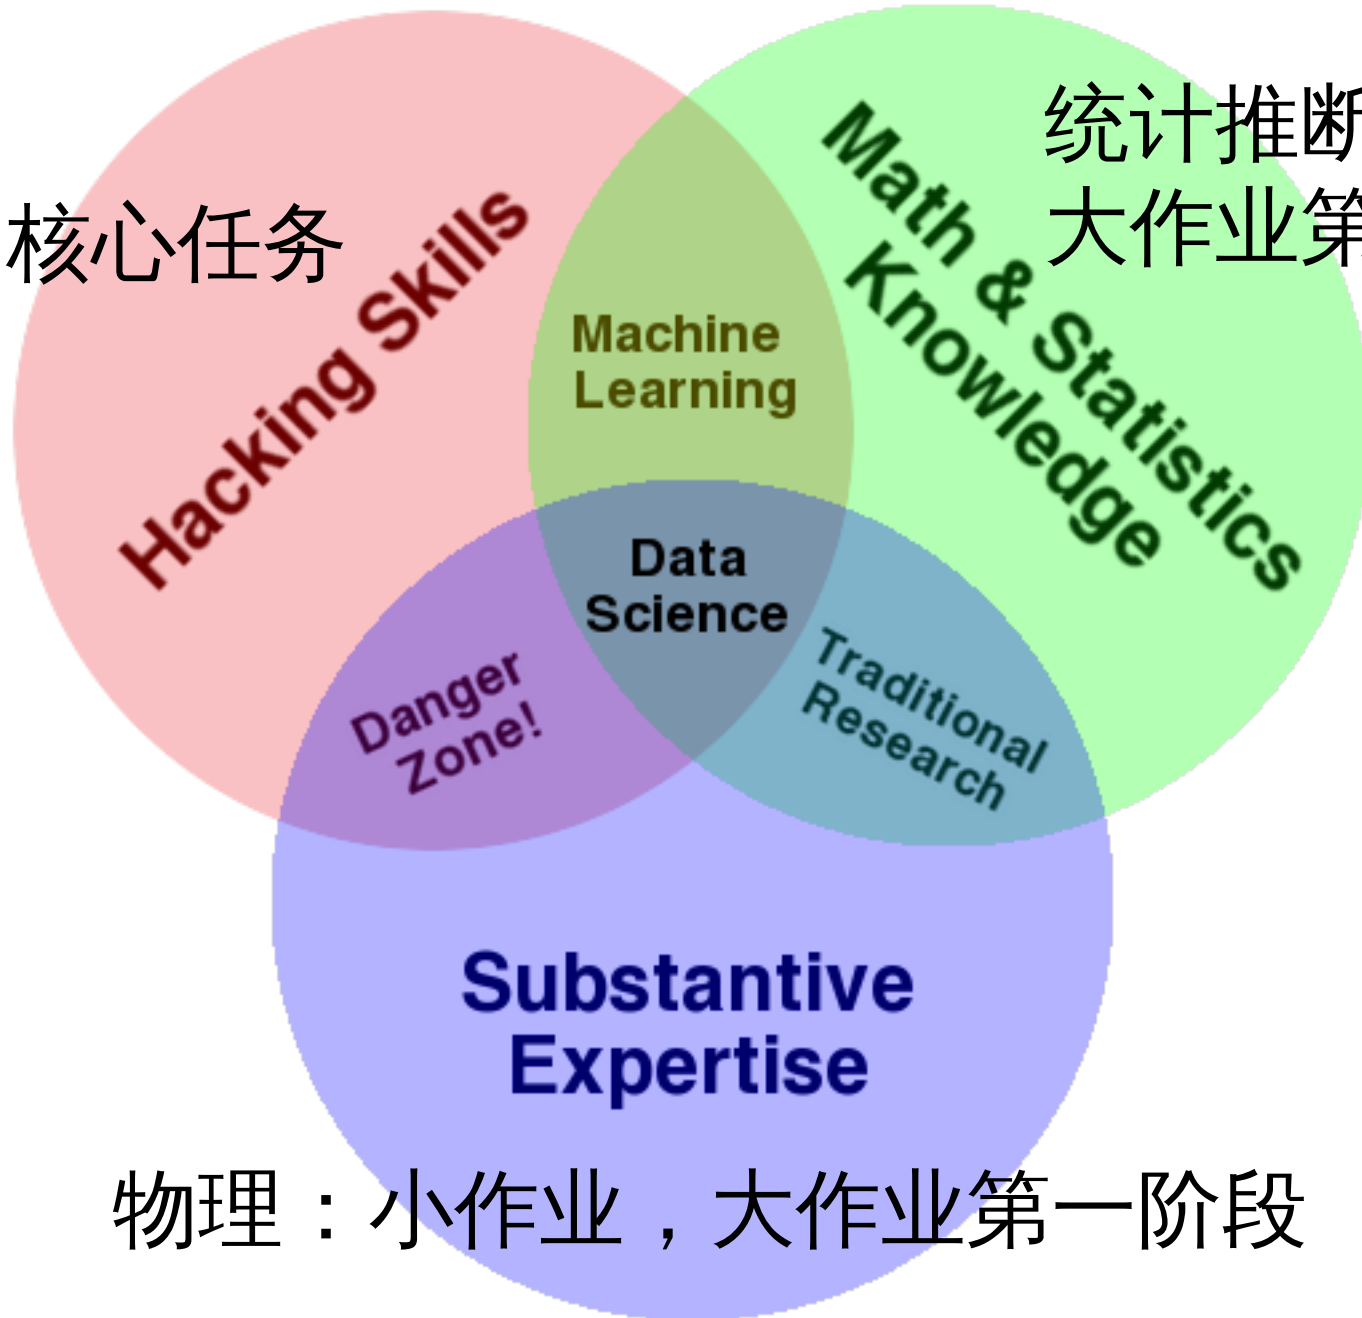 统计推断
大作业第
核心任务
Hacking Skills
Math & Statistics
Knowledge
Machine
Learning
Data
Science
Danger
Zone!
Traditional
Research
Substantive
Expertise
物理：小作业，大作业第一阶段